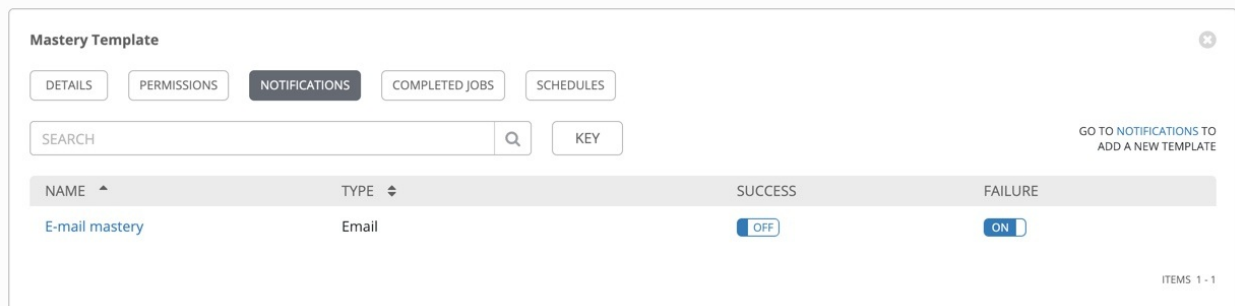 Mastery Template
DETAILS PERMISSIONS NOTIFICATIONS COMPLETED JOBS SCHEDULES
SEARCH KEY
GO TO NOTIFICATIONS TO
ADD A NEW TEMPLATE
NAME TYPE SUCCESS FAILURE
E-mail mastery Email OFF ON
ITEMS 1 - 1